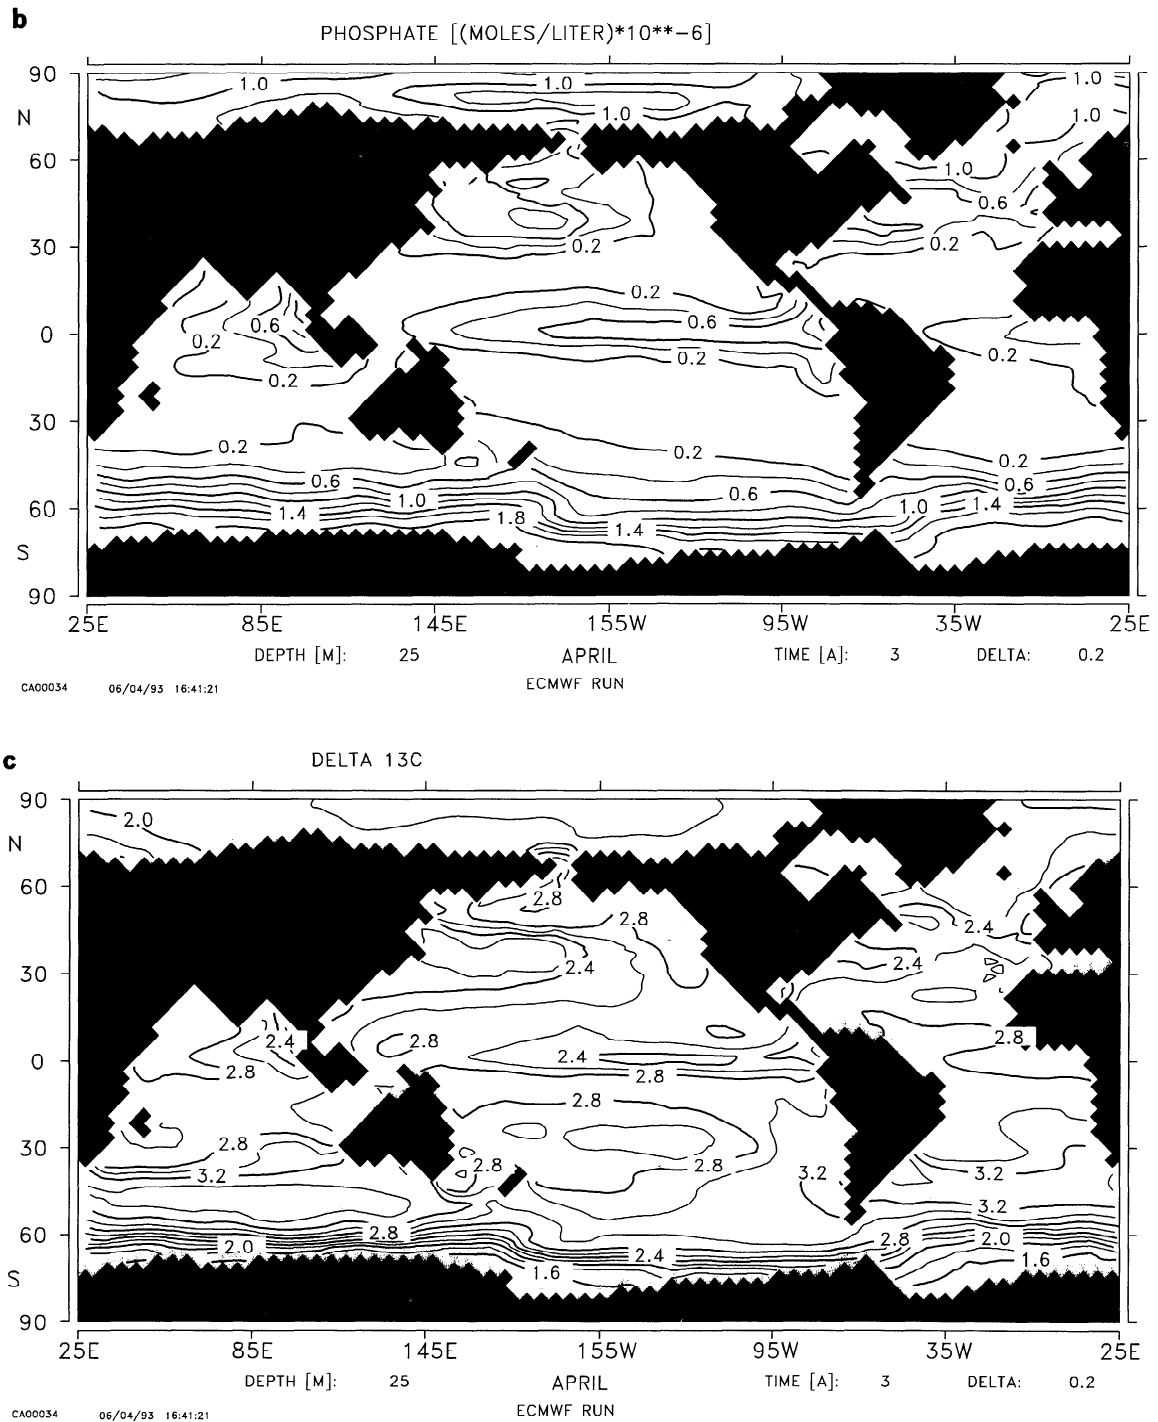 b
PHOSPHATE [(MOLES/LITER)*10**-6]
90
1.0 1.0 1.0
N
1.0 1.0
60
1.0
0.6
30
0.2 0.2
0.2
0.6 0.6
0
0.2 0.2 0.2
0.2
30
0.2 0.2 0.2
0.6 0.6 0.6
1.0 1.0 1.4
60
1.4 1.8 1.4
S
90
25E 85E 145E 155W 95W 35W 25E
DEPTH [M]: 25 APRIL TIME [A]: 3 DELTA: 0.2
ECMWF RUN
CA00034 06/04/93 16:41:21
c
DELTA 13C
90
2.0
N
60
2.8 2.8
2.4
30
2.4 2.4
2.4 2.8 2.8
0
2.4
2.8 2.8
2.8
30
2.8
2.8 2.8
3.2 3.2 3.2
3.2
60
2.8 2.8 2.0
2.0 2.4
1.6 1.6
S
90
25E 85E 145E 155W 95W 35W 25E
DEPTH [M]: 25 APRIL TIME [A]: 3 DELTA: 0.2
ECMWF RUN
CA00034 06/04/93 16:41:21